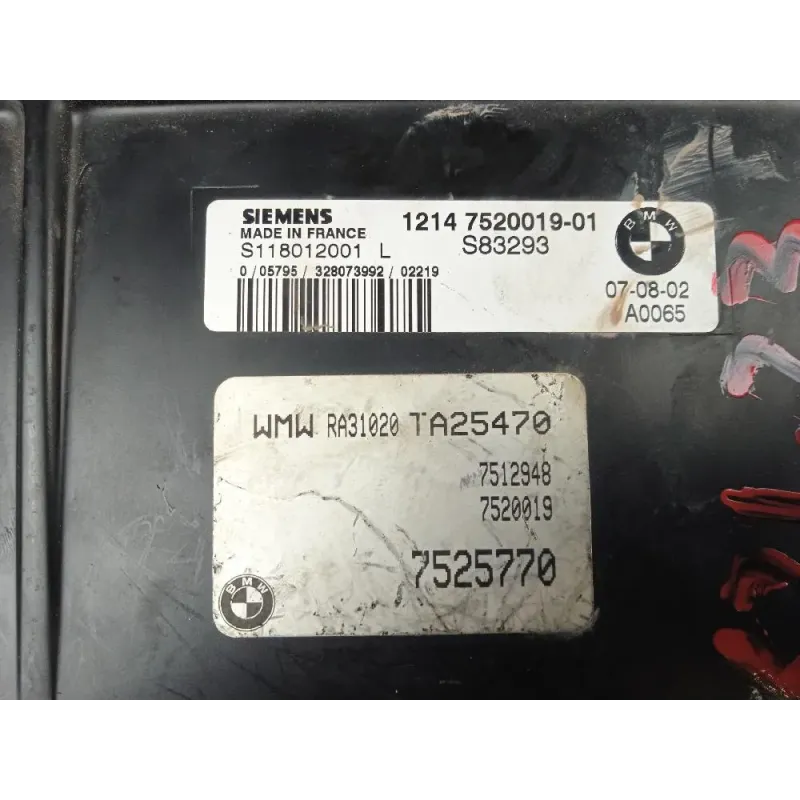 SIEMENS 1214 7520019-01 BMW
MADE IN FRANCE
S118012001 L S83293
0/05795/328073992/02219
07-08-02
A0065
WMW RA31020 TA25470
7512948
7520019
7525770
BMW